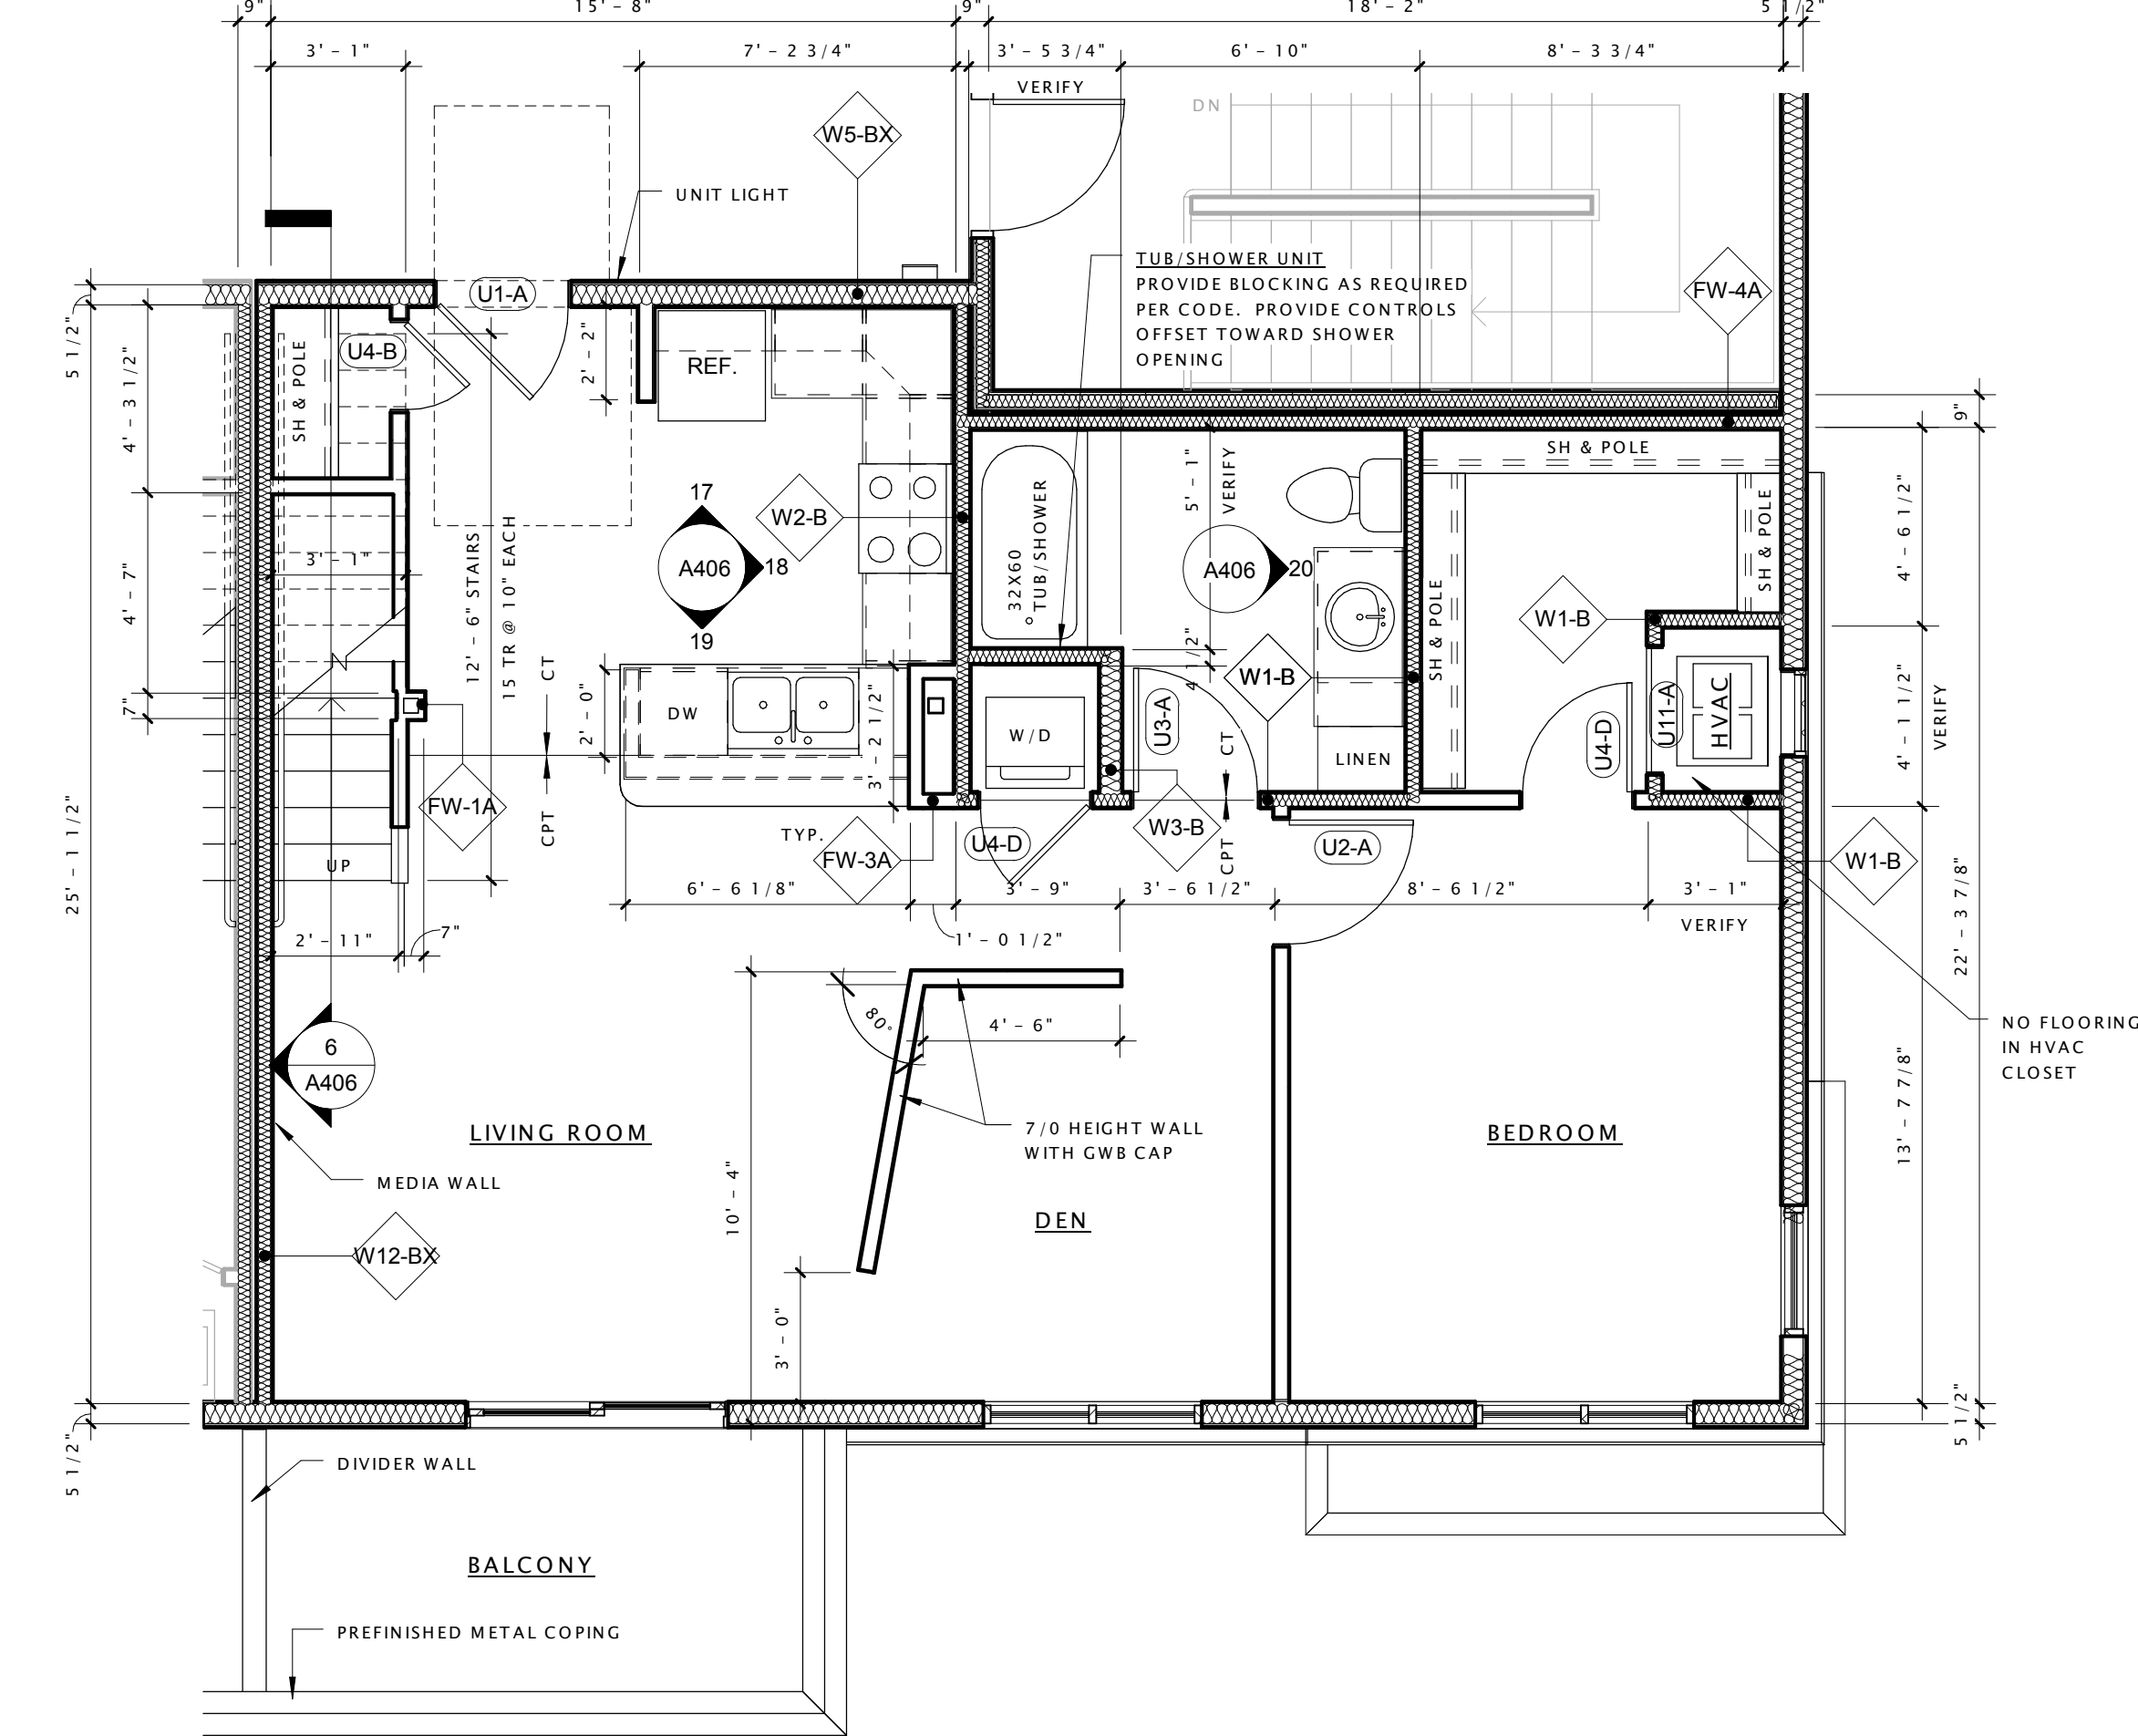 9"
15' - 8"
9"
18' - 2"
5 1/2"
3' - 1"
7' - 2 3/4"
3' - 5 3/4"
6' - 10"
8' - 3 3/4"
VERIFY
DN
W5-BX
UNIT LIGHT
TUB/SHOWER UNIT
PROVIDE BLOCKING AS REQUIRED
PER CODE. PROVIDE CONTROLS
OFFSET TOWARD SHOWER
OPENING
FW-4A
U1-A
5 1/2"
4' - 3 1/2"
SH & POLE
U4-B
2' - 2"
REF.
9"
SH & POLE
5' - 1"
VERIFY
17
W2-B
A406
18
19
32X60
TUB/SHOWER
A406
20
SH & POLE
SH & POLE
4' - 6 1/2"
W1-B
3' - 1"
12' - 6" STAIRS
15 TR @ 10" EACH
4' - 7"
7"
CT
CPT
2' - 0"
DW
3' - 2 1/2"
W/D
4 1/2"
W1-B
U3-A
CT
CPT
LINEN
U4-D
U11-A
HVAC
4' - 1 1/2"
VERIFY
FW-1A
UP
TYP.
FW-3A
U4-D
W3-B
U2-A
W1-B
25' - 1 1/2"
6' - 6 1/8"
3' - 9"
3' - 6 1/2"
8' - 6 1/2"
3' - 1"
VERIFY
22' - 3 7/8"
2' - 11"
7"
1' - 0 1/2"
80°
4' - 6"
NO FLOORING
IN HVAC
CLOSET
6
A406
LIVING ROOM
7/0 HEIGHT WALL
WITH GWB CAP
BEDROOM
13' - 7 7/8"
MEDIA WALL
10' - 4"
DEN
W12-BX
3' - 0"
5 1/2"
5 1/2"
DIVIDER WALL
BALCONY
PREFINISHED METAL COPING